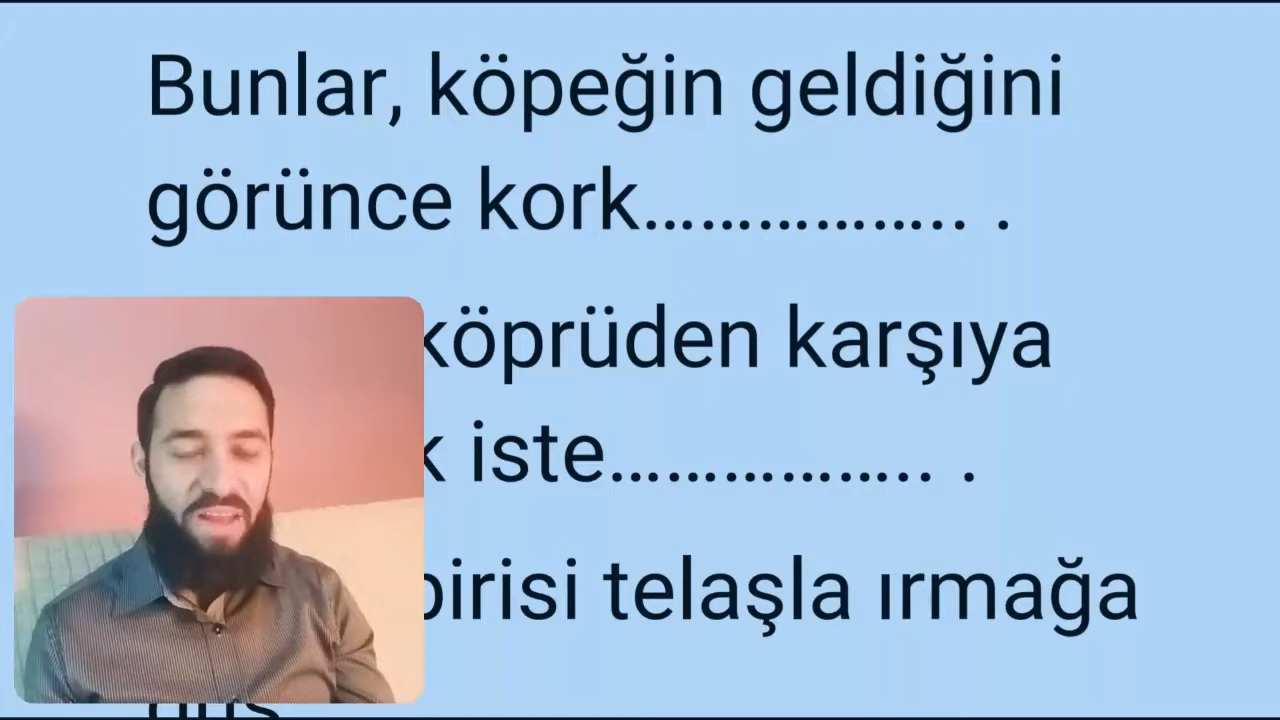 Bunlar, köpeğin geldiğini
görünce kork…………….. .
köprüden karşıya
iste…………….. .
birisi telaşla ırmağa